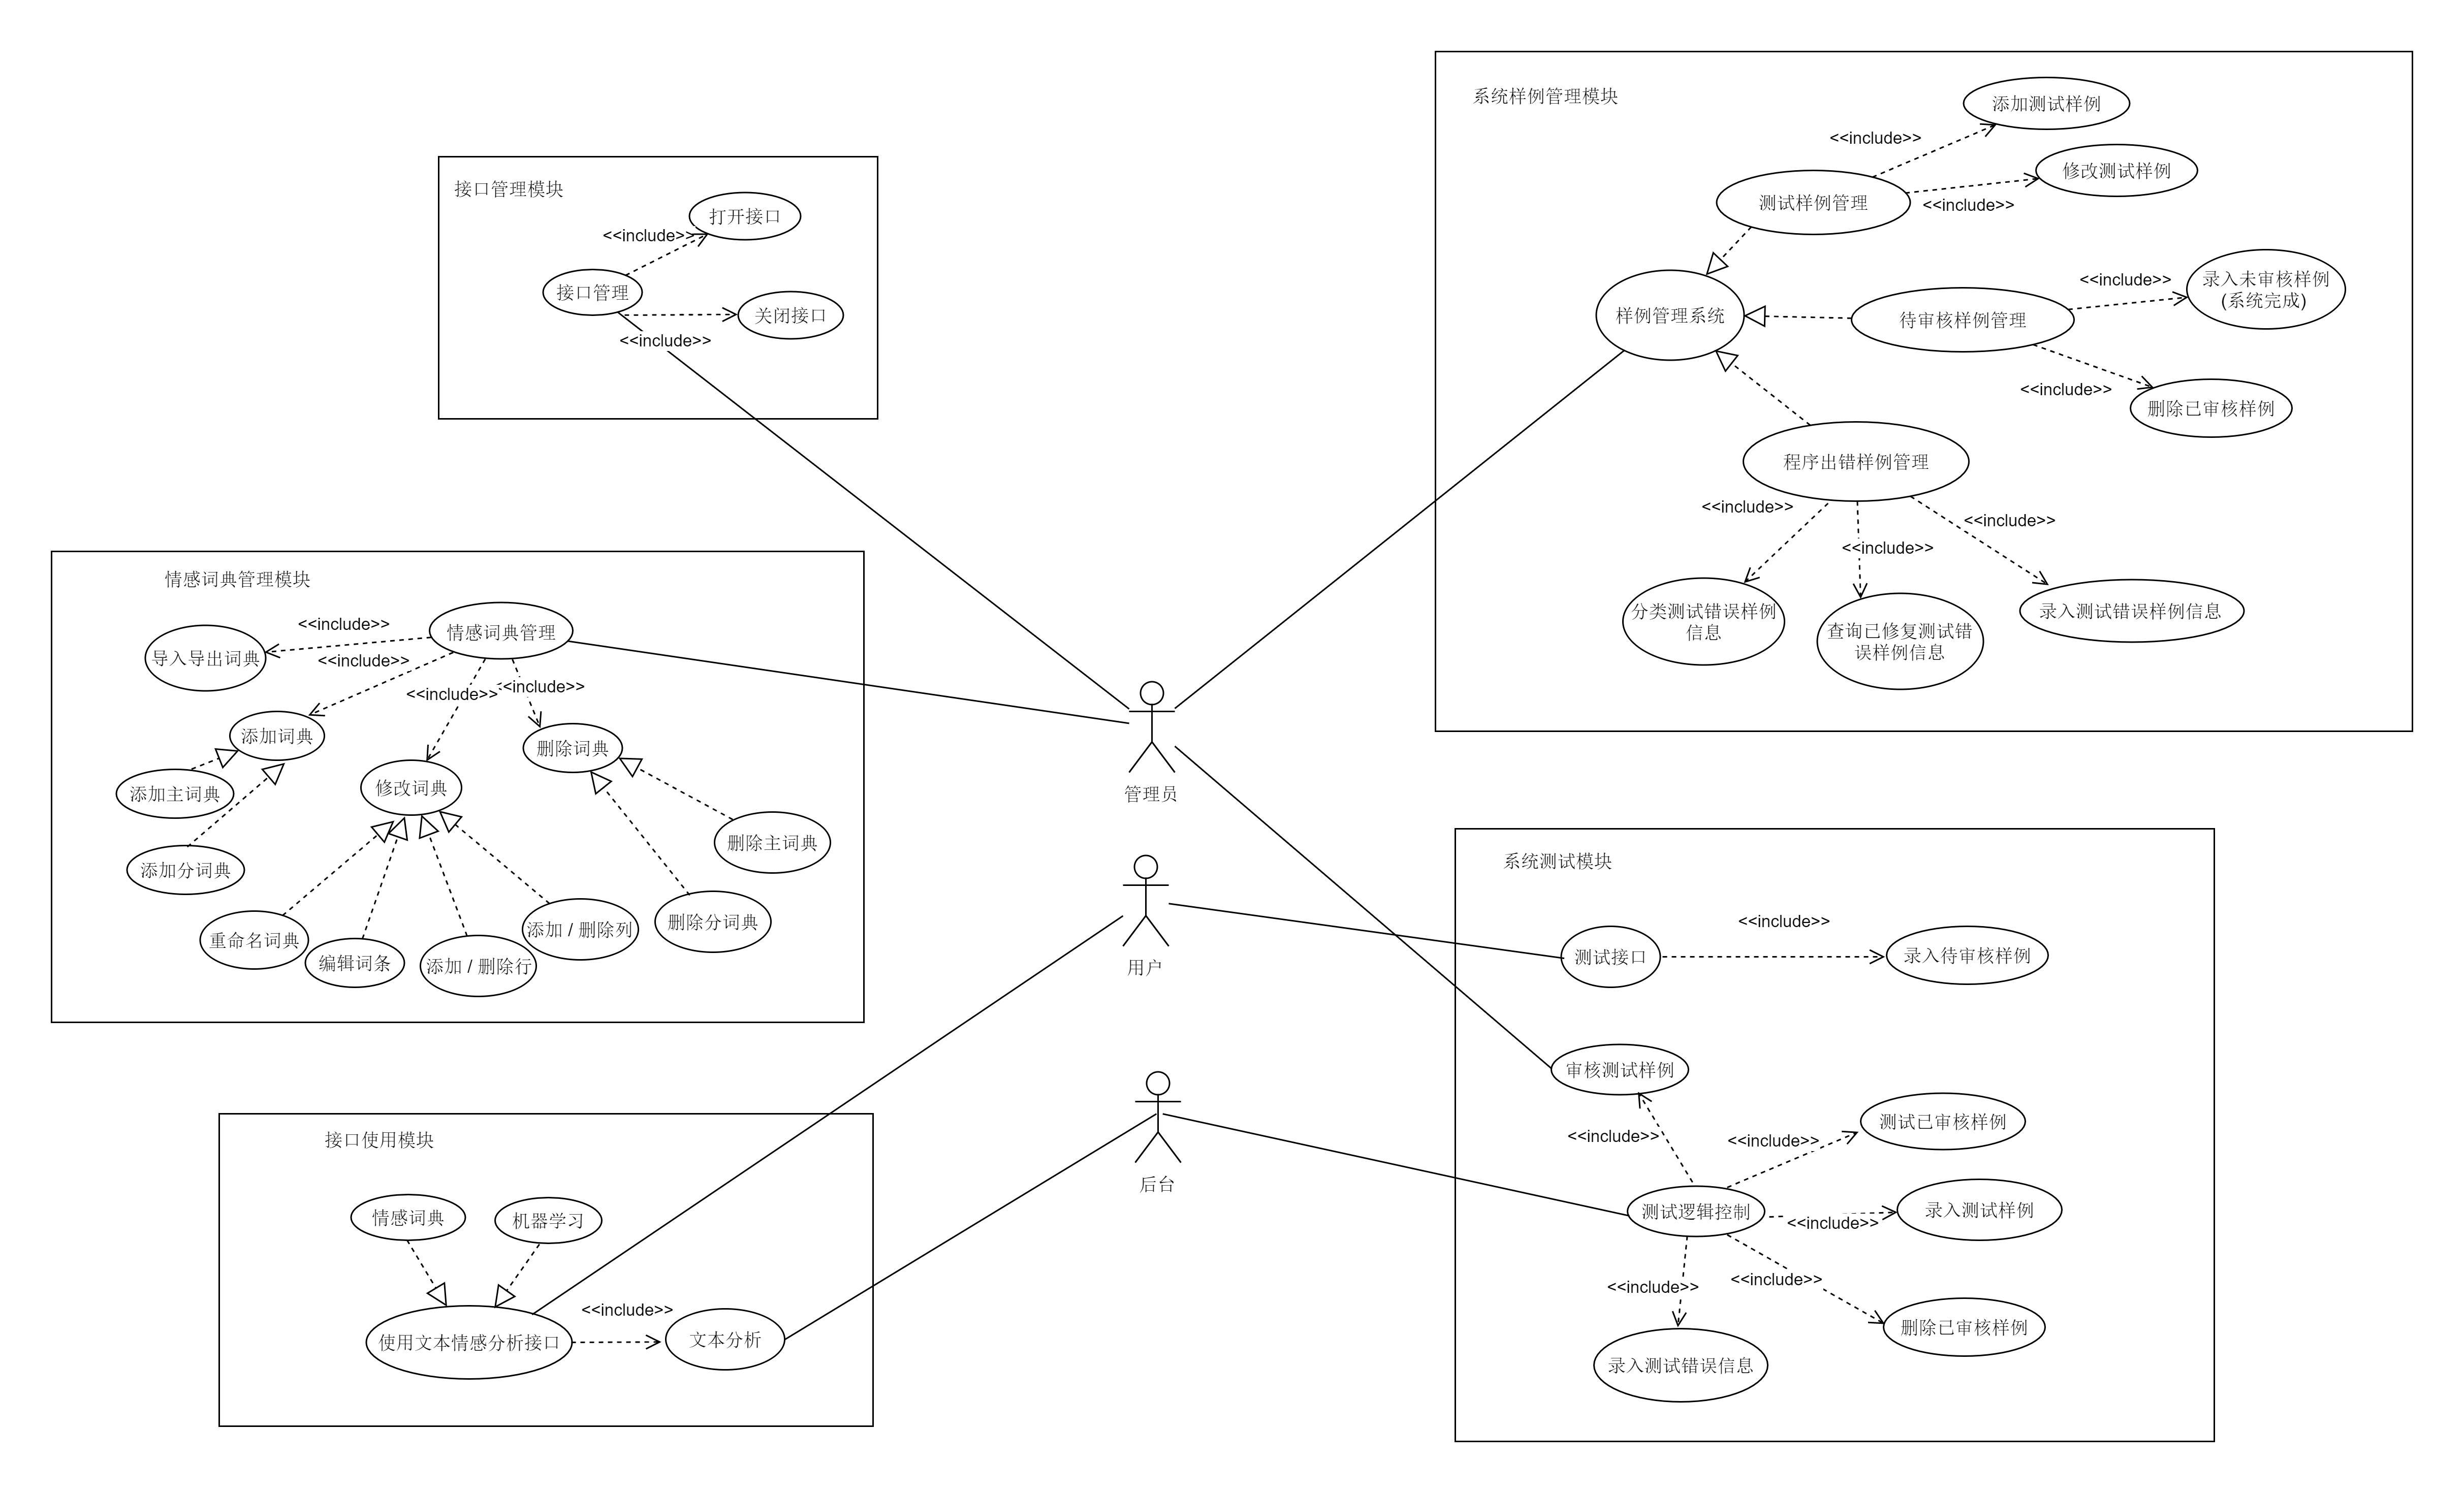 系统样例管理模块
添加测试样例
<<include>>
修改测试样例
测试样例管理
<<include>>
样例管理系统
待审核样例管理
<<include>>
录入未审核样例
(系统完成)
<<include>>
删除已审核样例
程序出错样例管理
<<include>>
<<include>>
<<include>>
分类测试错误样例
信息
查询已修复测试错
误样例信息
录入测试错误样例信息
接口管理模块
打开接口
<<include>>
接口管理
关闭接口
<<include>>
情感词典管理模块
<<include>>
情感词典管理
导入导出词典
<<include>>
<<include>>
<<include>>
添加词典
删除词典
修改词典
添加主词典
添加分词典
删除主词典
删除分词典
重命名词典
编辑词条
添加 / 删除行
添加 / 删除列
管理员
用户
后台
系统测试模块
测试接口
<<include>>
录入待审核样例
审核测试样例
<<include>>
<<include>>
测试已审核样例
测试逻辑控制
<<include>>
录入测试样例
<<include>>
<<include>>
删除已审核样例
录入测试错误信息
接口使用模块
情感词典
机器学习
使用文本情感分析接口
<<include>>
文本分析